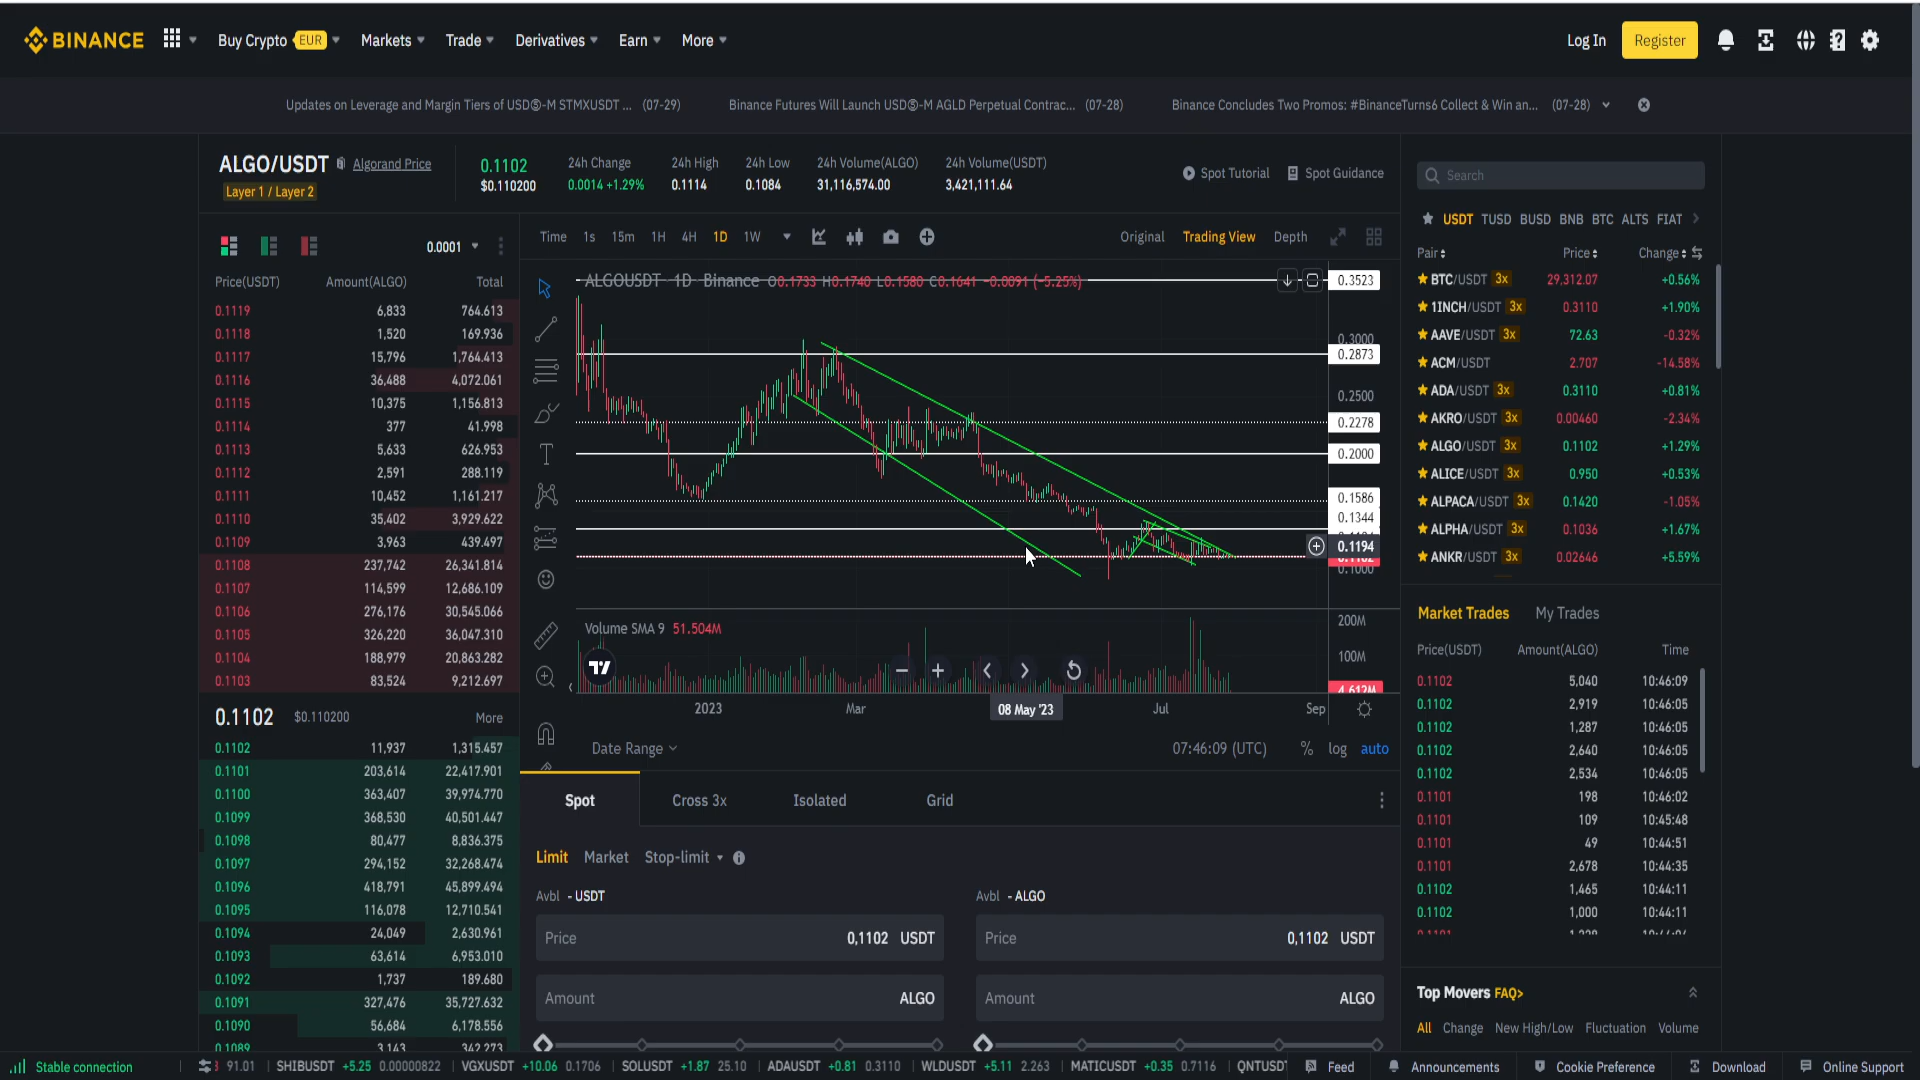 BINANCE Buy Crypto EUR Markets Trade Derivatives Earn More Log In Register
Updates on Leverage and Margin Tiers of USDⓈ-M STMXUSDT ... (07-29) Binance Futures Will Launch USDⓈ-M AGLD Perpetual Contrac... (07-28) Binance Concludes Two Promos: #BinanceTurns6 Collect & Win an... (07-28)
ALGO/USDT Algorand Price
Layer 1 / Layer 2
0.1102
$0.110200
24h Change
0.0014 +1.29%
24h High
0.1114
24h Low
0.1084
24h Volume(ALGO)
31,116,574.00
24h Volume(USDT)
3,421,111.64
Spot Tutorial Spot Guidance
0.0001
Price(USDT) Amount(ALGO) Total
0.1119 6,833 764.613
0.1118 1,520 169.936
0.1117 15,796 1,764.413
0.1116 36,488 4,072.061
0.1115 10,375 1,156.813
0.1114 377 41.998
0.1113 5,633 626.953
0.1112 2,591 288.119
0.1111 10,452 1,161.217
0.1110 35,402 3,929.622
0.1109 3,963 439.497
0.1108 237,742 26,341.814
0.1107 114,599 12,686.109
0.1106 276,176 30,545.066
0.1105 326,220 36,047.310
0.1104 188,979 20,863.282
0.1103 83,524 9,212.697
0.1102 $0.110200 More
0.1102 11,937 1,315.457
0.1101 203,614 22,417.901
0.1100 363,407 39,974.770
0.1099 368,530 40,501.447
0.1098 80,477 8,836.375
0.1097 294,152 32,268.474
0.1096 418,791 45,899.494
0.1095 116,078 12,710.541
0.1094 24,049 2,630.961
0.1093 63,614 6,953.010
0.1092 1,737 189.680
0.1091 327,476 35,727.632
0.1090 56,684 6,178.556
0.1089 3,143 342.273
Time 1s 15m 1H 4H 1D 1W Original Trading View Depth
ALGOUSDT 1D Binance O0.1733 H0.1740 L0.1580 C0.1641 -0.0091 (-5.25%)
0.3523
0.3000
0.2873
0.2500
0.2278
0.2000
0.1586
0.1344
0.1194
0.1000
Volume SMA 9 51.504M
200M
100M
4.612M
2023 Mar 08 May '23 Jul Sep
Date Range 07:46:09 (UTC) % log auto
Spot Cross 3x Isolated Grid
Limit Market Stop-limit
Avbl - USDT
Price 0,1102 USDT
Amount ALGO
Avbl - ALGO
Price 0,1102 USDT
Amount ALGO
Search
USDT TUSD BUSD BNB BTC ALTS FIAT
Pair Price Change
BTC/USDT 3x 29,312.07 +0.56%
1INCH/USDT 3x 0.3110 +1.90%
AAVE/USDT 3x 72.63 -0.32%
ACM/USDT 2.707 -14.58%
ADA/USDT 3x 0.3110 +0.81%
AKRO/USDT 3x 0.00460 -2.34%
ALGO/USDT 3x 0.1102 +1.29%
ALICE/USDT 3x 0.950 +0.53%
ALPACA/USDT 3x 0.1420 -1.05%
ALPHA/USDT 3x 0.1036 +1.67%
ANKR/USDT 3x 0.02646 +5.59%
Market Trades My Trades
Price(USDT) Amount(ALGO) Time
0.1102 5,040 10:46:09
0.1102 2,919 10:46:05
0.1102 1,287 10:46:05
0.1102 2,640 10:46:05
0.1102 2,534 10:46:05
0.1101 198 10:46:02
0.1101 109 10:45:48
0.1101 49 10:44:51
0.1101 2,678 10:44:35
0.1102 1,465 10:44:11
0.1102 1,000 10:44:11
Top Movers FAQ>
All Change New High/Low Fluctuation Volume
Stable connection 91.01 SHIBUSDT +5.25 0.00000822 VGXUSDT +10.06 0.1706 SOLUSDT +1.87 25.10 ADAUSDT +0.81 0.3110 WLDUSDT +5.11 2.263 MATICUSDT +0.35 0.7116 QNTUSDT Feed Announcements Cookie Preference Download Online Support